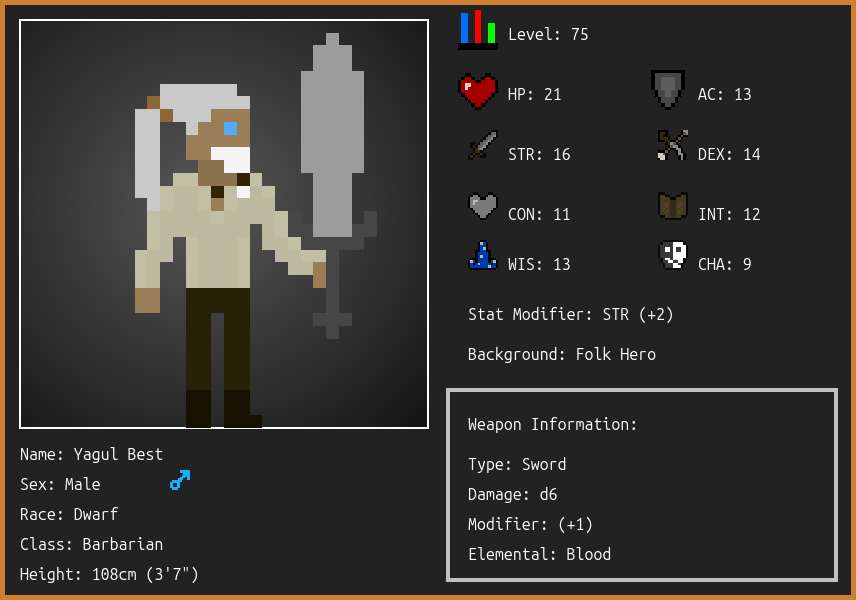 Level: 75
HP: 21
AC: 13
STR: 16
DEX: 14
CON: 11
INT: 12
WIS: 13
CHA: 9
Stat Modifier: STR (+2)
Background: Folk Hero
Weapon Information:
Type: Sword
Damage: d6
Modifier: (+1)
Elemental: Blood
Name: Yagul Best
Sex: Male
Race: Dwarf
Class: Barbarian
Height: 108cm (3'7")